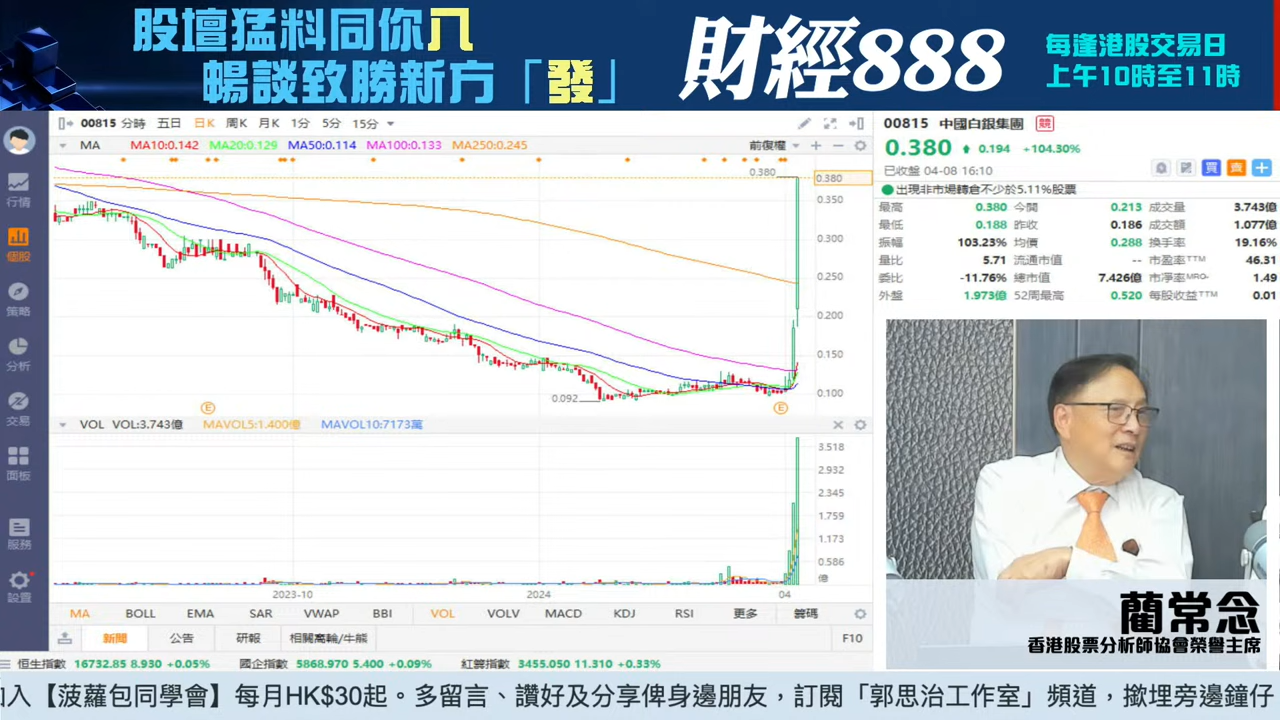 股壇猛料同你八
暢談致勝新方「發」
財經888
每逢港股交易日
上午10時至11時
00815 分時 五日 日K 周K 月K 1分 5分 15分
MA MA10:0.142 MA20:0.129 MA50:0.114 MA100:0.133 MA250:0.245 前復權
0.380
0.380
0.350
0.300
0.250
0.200
0.150
0.100
0.092
E
E
VOL VOL:3.743億 MAVOL5:1.400億 MAVOL10:7173萬
3.518
2.932
2.345
1.759
1.173
0.586
億
2023-10 2024 04
MA BOLL EMA SAR VWAP BBI VOL VOLV MACD KDJ RSI 更多 籌碼
新聞 公告 研報 相關窩輪/牛熊 F10
行情
個股
策略
分析
交易
面板
服務
設置
00815 中國白銀集團 競
0.380 0.194 +104.30%
已收盤 04-08 16:10
買 賣
出現非市場轉倉不少於5.11%股票
最高 0.380 今開 0.213 成交量 3.743億
最低 0.188 昨收 0.186 成交額 1.077億
振幅 103.23% 均價 0.288 換手率 19.16%
量比 5.71 流通市值 -- 市盈率TTM 46.31
委比 -11.76% 總市值 7.426億 市淨率MRQ 1.49
外盤 1.973億 52周最高 0.520 每股收益TTM 0.01
藺常念
香港股票分析師協會榮譽主席
恒生指數 16732.85 8.930 +0.05% 國企指數 5868.970 5.400 +0.09% 紅籌指數 3455.050 11.310 +0.33%
加入【菠蘿包同學會】每月HK$30起。多留言、讚好及分享俾身邊朋友，訂閱「郭思治工作室」頻道，撳埋旁邊鐘仔